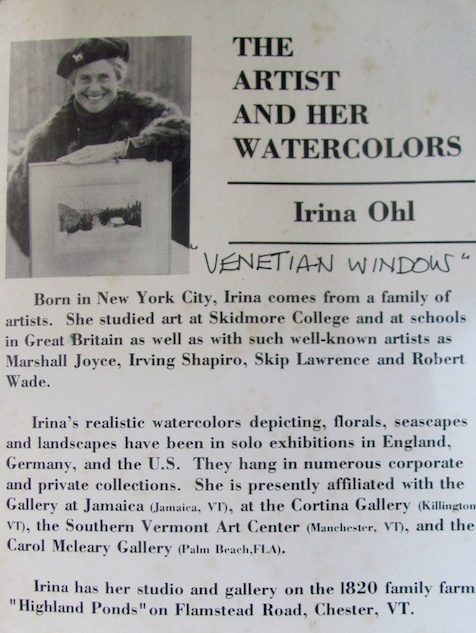 THE
ARTIST
AND HER
WATERCOLORS
Irina Ohl
"VENETIAN WINDOW"
Born in New York City, Irina comes from a family of
artists. She studied art at Skidmore College and at schools
in Great Britain as well as with such well-known artists as
Marshall Joyce, Irving Shapiro, Skip Lawrence and Robert
Wade.
Irina's realistic watercolors depicting, florals, seascapes
and landscapes have been in solo exhibitions in England,
Germany, and the U.S. They hang in numerous corporate
and private collections. She is presently affiliated with the
Gallery at Jamaica (Jamaica, VT), at the Cortina Gallery (Killington
VT), the Southern Vermont Art Center (Manchester, VT), and the
Carol Mcleary Gallery (Palm Beach,FLA).
Irina has her studio and gallery on the 1820 family farm
"Highland Ponds" on Flamstead Road, Chester, VT.